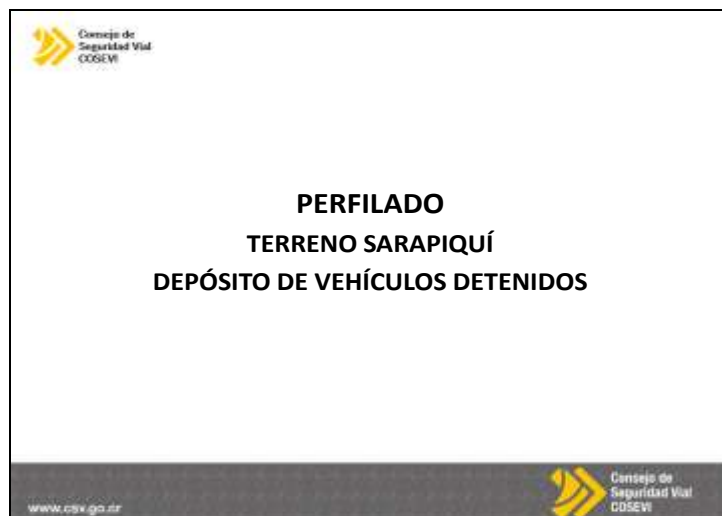 Consejo de
Seguridad Vial
COSEVI
PERFILADO
TERRENO SARAPIQUÍ
DEPÓSITO DE VEHÍCULOS DETENIDOS
www.csv.go.cr
Consejo de
Seguridad Vial
COSEVI